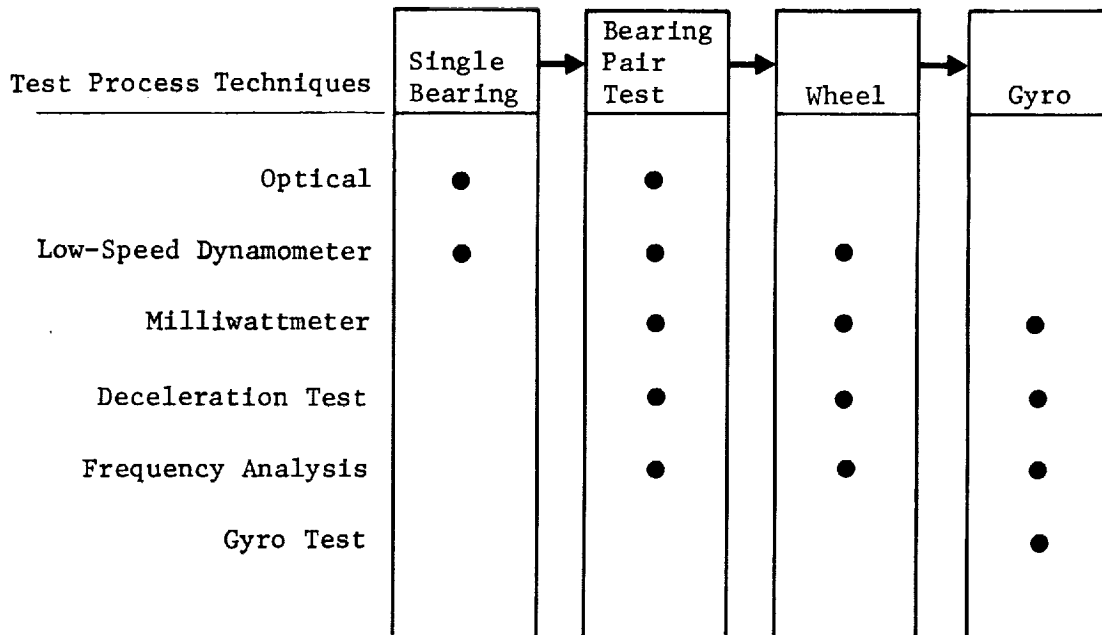 Test Process Techniques
Single
Bearing
Bearing
Pair
Test
Wheel
Gyro
Optical
Low-Speed Dynamometer
Milliwattmeter
Deceleration Test
Frequency Analysis
Gyro Test